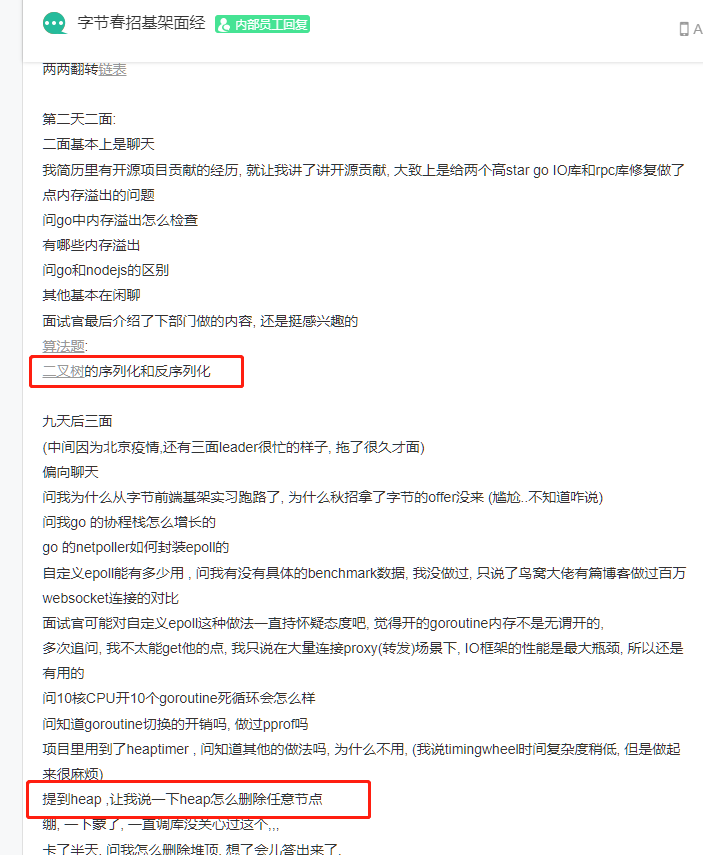 字节春招基架面经
内部员工回复
A
两两翻转链表
第二天二面:
二面基本上是聊天
我简历里有开源项目贡献的经历, 就让我讲了讲开源贡献, 大致上是给两个高star go IO库和rpc库修复做了
点内存溢出的问题
问go中内存溢出怎么检查
有哪些内存溢出
问go和nodejs的区别
其他基本在闲聊
面试官最后介绍了下部门做的内容, 还是挺感兴趣的
算法题:
二叉树的序列化和反序列化
九天后三面
(中间因为北京疫情,还有三面leader很忙的样子, 拖了很久才面)
偏向聊天
问我为什么从字节前端基架实习跑路了, 为什么秋招拿了字节的offer没来 (尴尬..不知道咋说)
问我go 的协程栈怎么增长的
go 的netpoller如何封装epoll的
自定义epoll能有多少用 , 问我有没有具体的benchmark数据, 我没做过, 只说了鸟窝大佬有篇博客做过百万
websocket连接的对比
面试官可能对自定义epoll这种做法一直持怀疑态度吧, 觉得开的goroutine内存不是无谓开的,
多次追问, 我不太能get他的点, 我只说在大量连接proxy(转发)场景下, IO框架的性能是最大瓶颈, 所以还是
有用的
问10核CPU开10个goroutine死循环会怎么样
问知道goroutine切换的开销吗, 做过pprof吗
项目里用到了heaptimer , 问知道其他的做法吗, 为什么不用, (我说timingwheel时间复杂度稍低, 但是做起
来很麻烦)
提到heap ,让我说一下heap怎么删除任意节点
绷, 一下蒙了, 一直调库没关心过这个,,,
卡了半天, 问我怎么删除堆顶, 想了会儿答出来了.